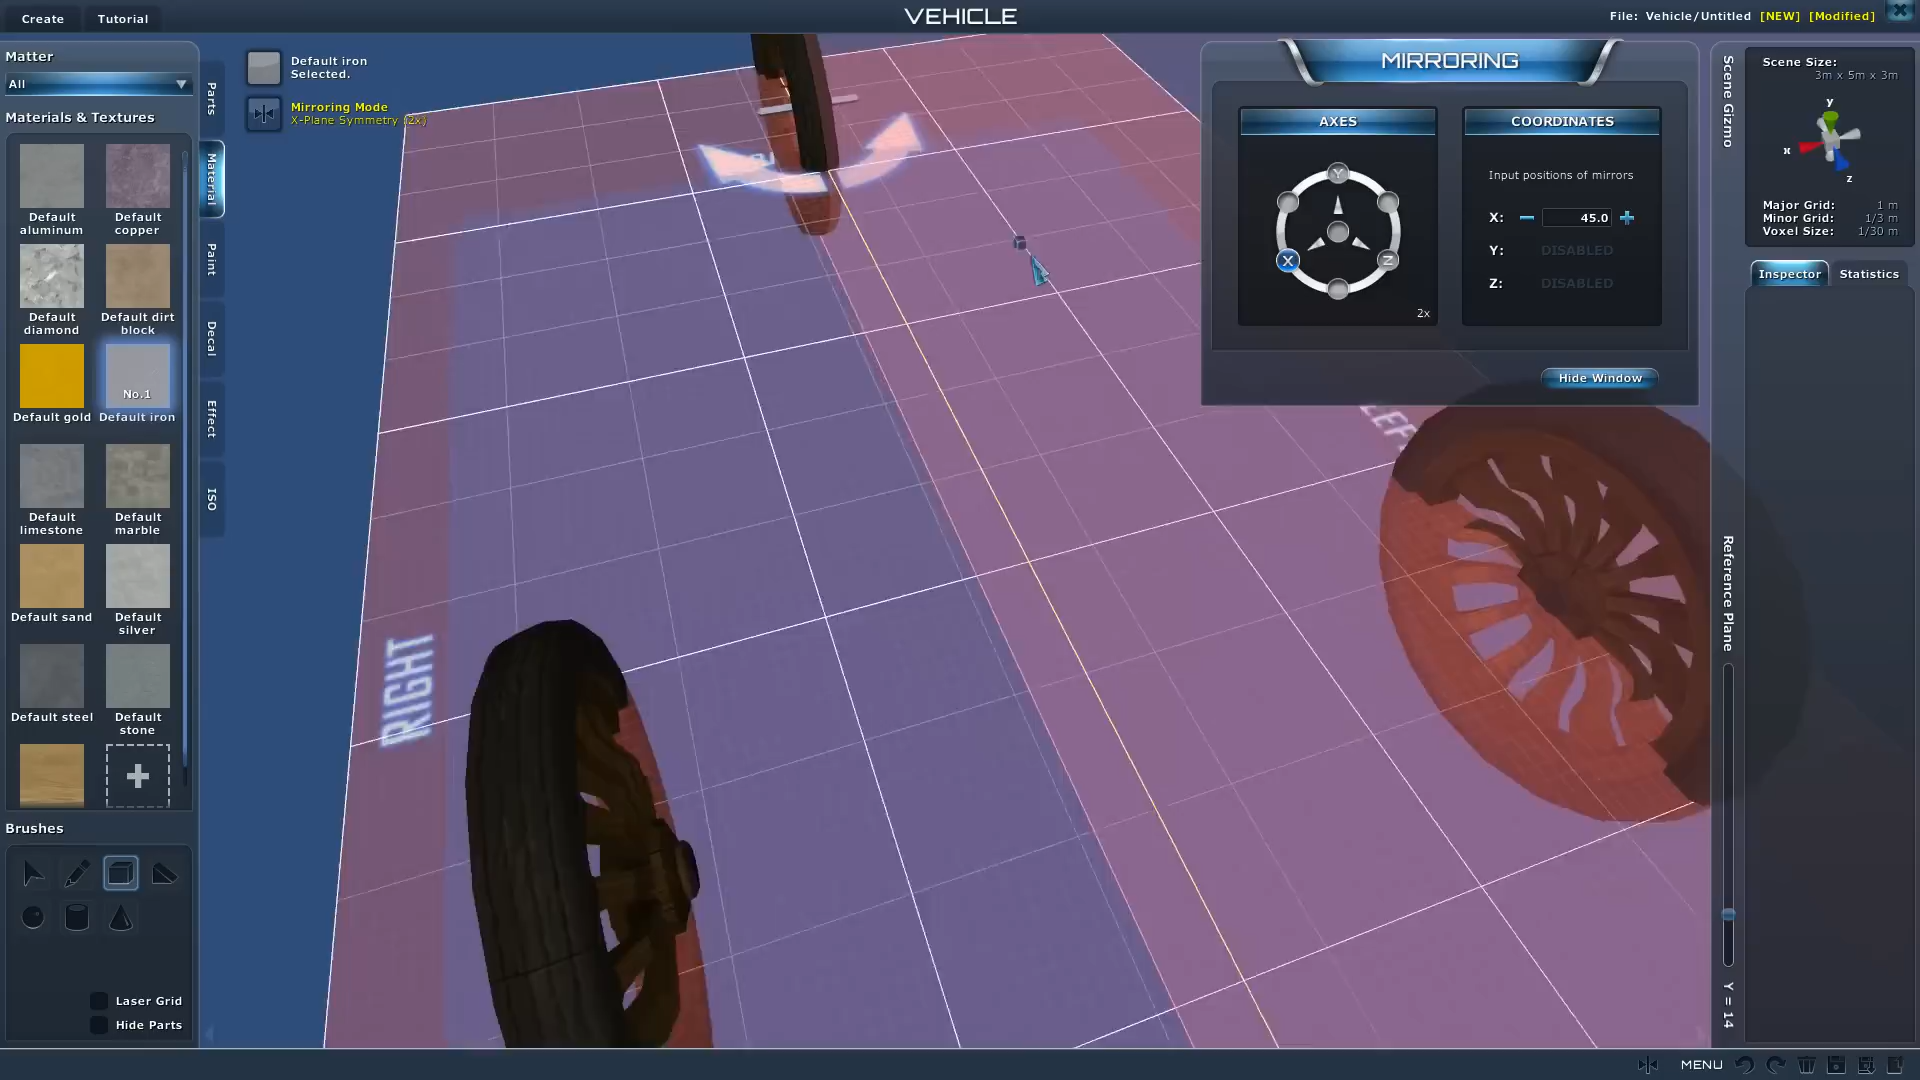 Create
Tutorial
VEHICLE
File: Vehicle/Untitled [NEW] [Modified]
Matter
All
Materials & Textures
Default aluminum
Default copper
Default diamond
Default dirt block
Default gold
No.1
Default iron
Default limestone
Default marble
Default sand
Default silver
Default steel
Default stone
Brushes
Laser Grid
Hide Parts
Parts
Material
Paint
Decal
Effect
ISO
Default iron
Selected.
Mirroring Mode
X-Plane Symmetry (2x)
RIGHT
MIRRORING
AXES
Y
X
Z
2x
COORDINATES
Input positions of mirrors
X: 45.0
Y: DISABLED
Z: DISABLED
Hide Window
Scene Gizmo
Scene Size:
3m x 5m x 3m
y
x
z
Major Grid: 1 m
Minor Grid: 1/3 m
Voxel Size: 1/30 m
Inspector
Statistics
Reference Plane
Y = 14
MENU